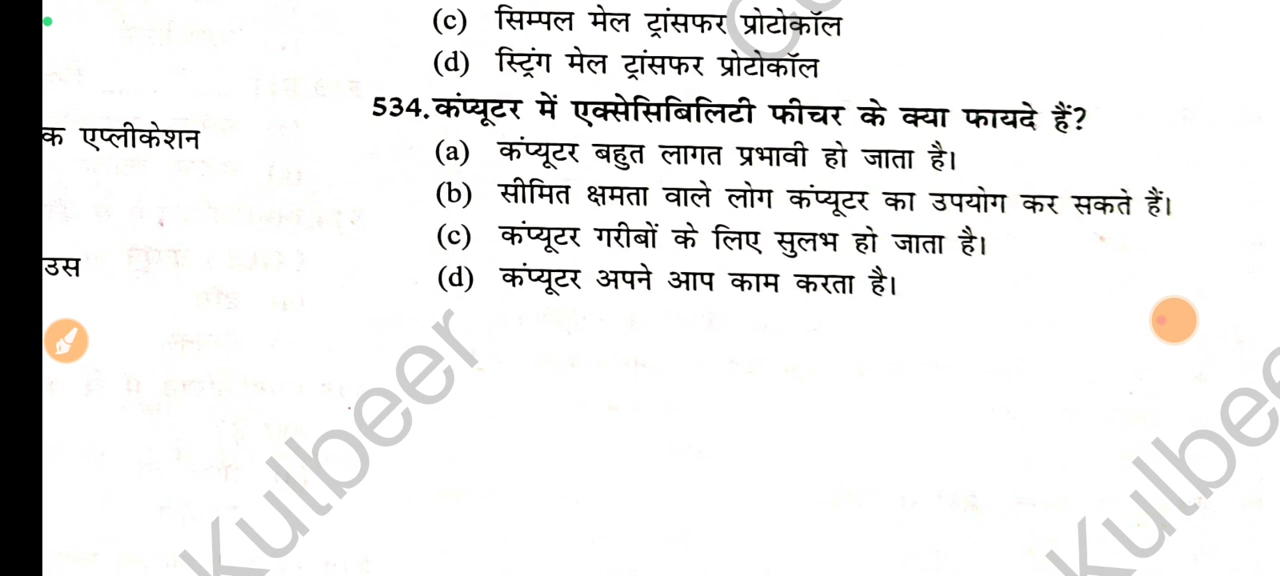 (c) सिम्पल मेल ट्रांसफर प्रोटोकॉल
(d) स्ट्रिंग मेल ट्रांसफर प्रोटोकॉल
534. कंप्यूटर में एक्सेसिबिलिटी फीचर के क्या फायदे हैं?
(a) कंप्यूटर बहुत लागत प्रभावी हो जाता है।
(b) सीमित क्षमता वाले लोग कंप्यूटर का उपयोग कर सकते हैं।
(c) कंप्यूटर गरीबों के लिए सुलभ हो जाता है।
(d) कंप्यूटर अपने आप काम करता है।
क एप्लीकेशन
उस
Kulbeer
Kulbe